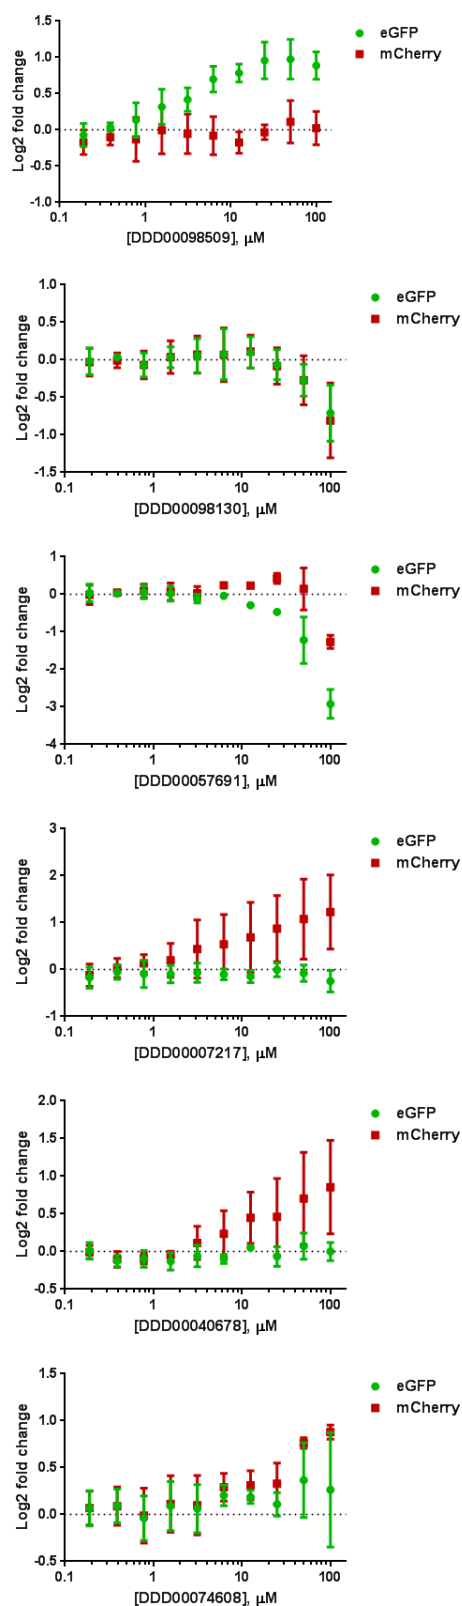 1.5
1.0
0.5
0.0
-0.5
-1.0
Log2 fold change
0.1
1
10
100
[DDD00098509], μM
eGFP
mCherry
1.0
0.5
0.0
-0.5
-1.0
-1.5
Log2 fold change
0.1
1
10
100
[DDD00098130], μM
eGFP
mCherry
1
0
-1
-2
-3
-4
Log2 fold change
0.1
1
10
100
[DDD00057691], μM
eGFP
mCherry
3
2
1
0
-1
Log2 fold change
0.1
1
10
100
[DDD00007217], μM
eGFP
mCherry
2.0
1.5
1.0
0.5
0.0
-0.5
Log2 fold change
0.1
1
10
100
[DDD00040678], μM
eGFP
mCherry
1.5
1.0
0.5
0.0
-0.5
Log2 fold change
0.1
1
10
100
[DDD00074608], μM
eGFP
mCherry